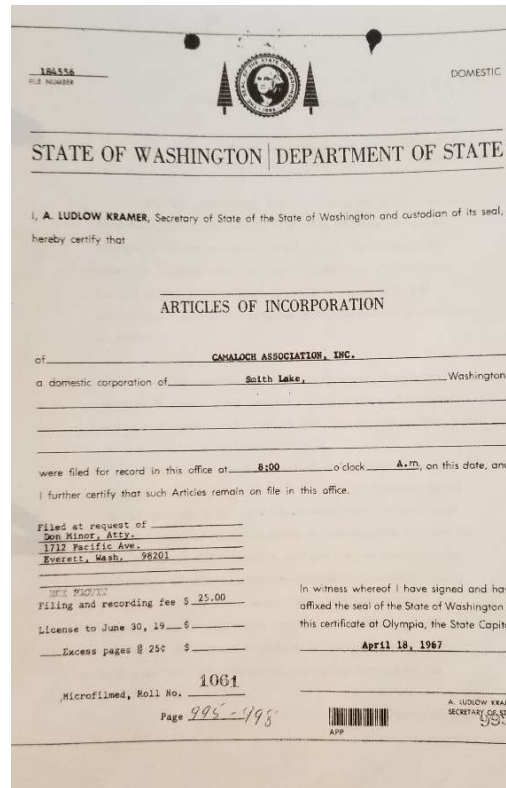 184556
FILE NUMBER
DOMESTIC
STATE OF WASHINGTON | DEPARTMENT OF STATE
I, A. LUDLOW KRAMER, Secretary of State of the State of Washington and custodian of its seal,
hereby certify that
ARTICLES OF INCORPORATION
of CAMALOCH ASSOCIATION, INC.
a domestic corporation of Smith Lake, Washington
were filed for record in this office at 8:00 o'clock A.m, on this date, and
I further certify that such Articles remain on file in this office.
Filed at request of
Don Minor, Atty.
1712 Pacific Ave.
Everett, Wash. 98201
Filing and recording fee $ 25.00
License to June 30, 19 $
Excess pages @ 25¢ $
Microfilmed, Roll No. 1061
Page 995-998
In witness whereof I have signed and ha
affixed the seal of the State of Washington
this certificate at Olympia, the State Capit
April 18, 1967
APP
A. LUDLOW KRA
SECRETARY OF ST